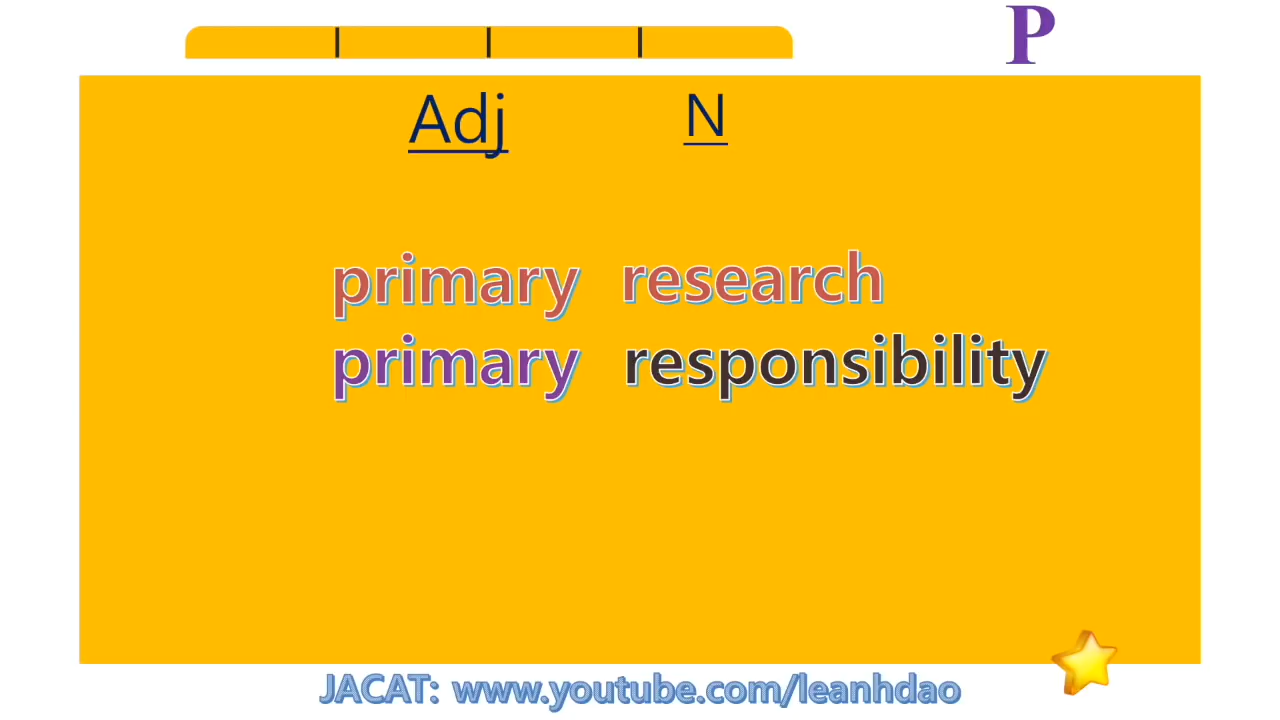 P
Adj N
primary research
primary responsibility
JACAT: www.youtube.com/leanhdao